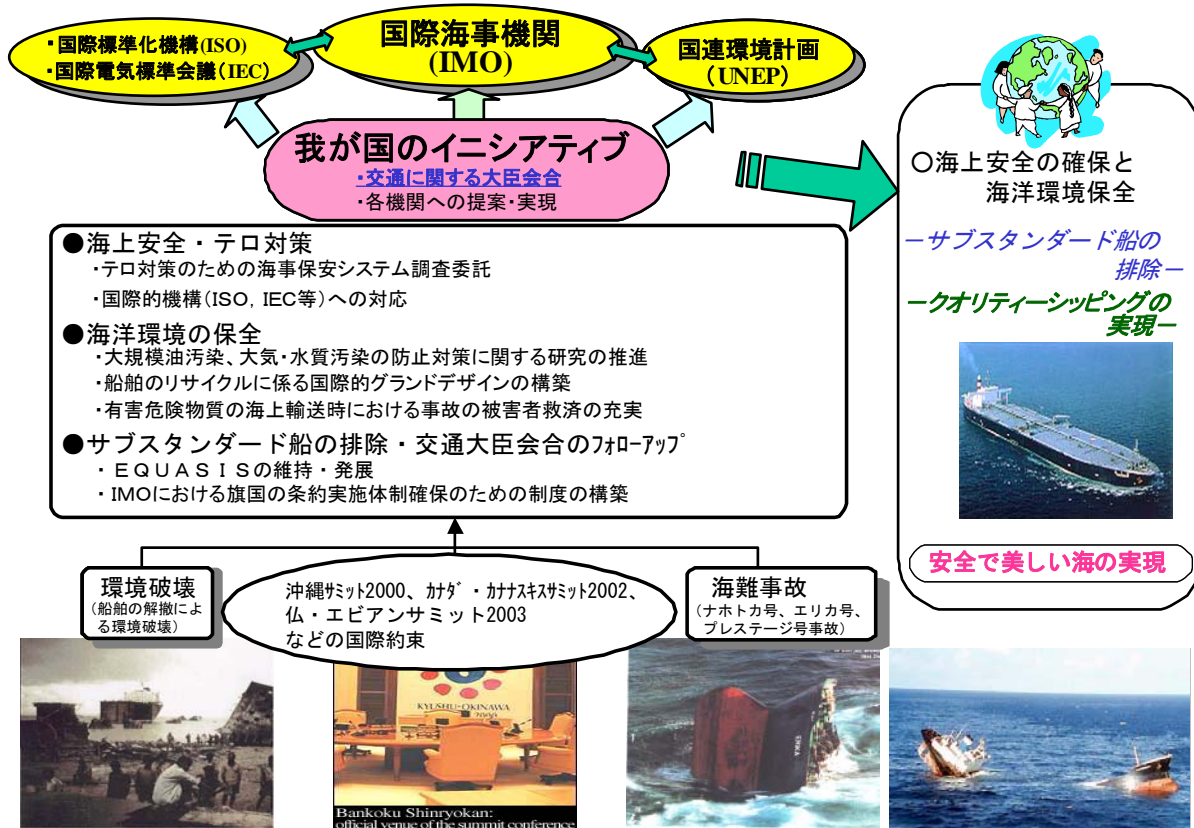 ・国際標準化機構(ISO)
・国際電気標準会議(IEC)
国際海事機関
(IMO)
国連環境計画
(UNEP)
我が国のイニシアティブ
・交通に関する大臣会合
・各機関への提案・実現
〇海上安全の確保と
海洋環境保全
－サブスタンダード船の
排除－
－クオリティーシッピングの
実現－
安全で美しい海の実現
●海上安全・テロ対策
・テロ対策のための海事保安システム調査委託
・国際的機構(ISO, IEC等)への対応
●海洋環境の保全
・大規模油汚染、大気・水質汚染の防止対策に関する研究の推進
・船舶のリサイクルに係る国際的グランドデザインの構築
・有害危険物質の海上輸送時における事故の被害者救済の充実
●サブスタンダード船の排除・交通大臣会合のﾌｫﾛｰｱｯﾌﾟ
・ＥＱＵＡＳＩＳの維持・発展
・IMOにおける旗国の条約実施体制確保のための制度の構築
環境破壊
(船舶の解撤によ
る環境破壊)
沖縄ｻﾐｯﾄ2000、ｶﾅﾀﾞ・ｶﾅﾅｽｷｽサミット2002、
仏・エビアンサミット2003
などの国際約束
海難事故
(ナホトカ号、エリカ号、
プレステージ号事故)
KYUSHU-OKINAWA
2000
Bankoku Shinryokan:
official venue of the summit conference
ERIKA